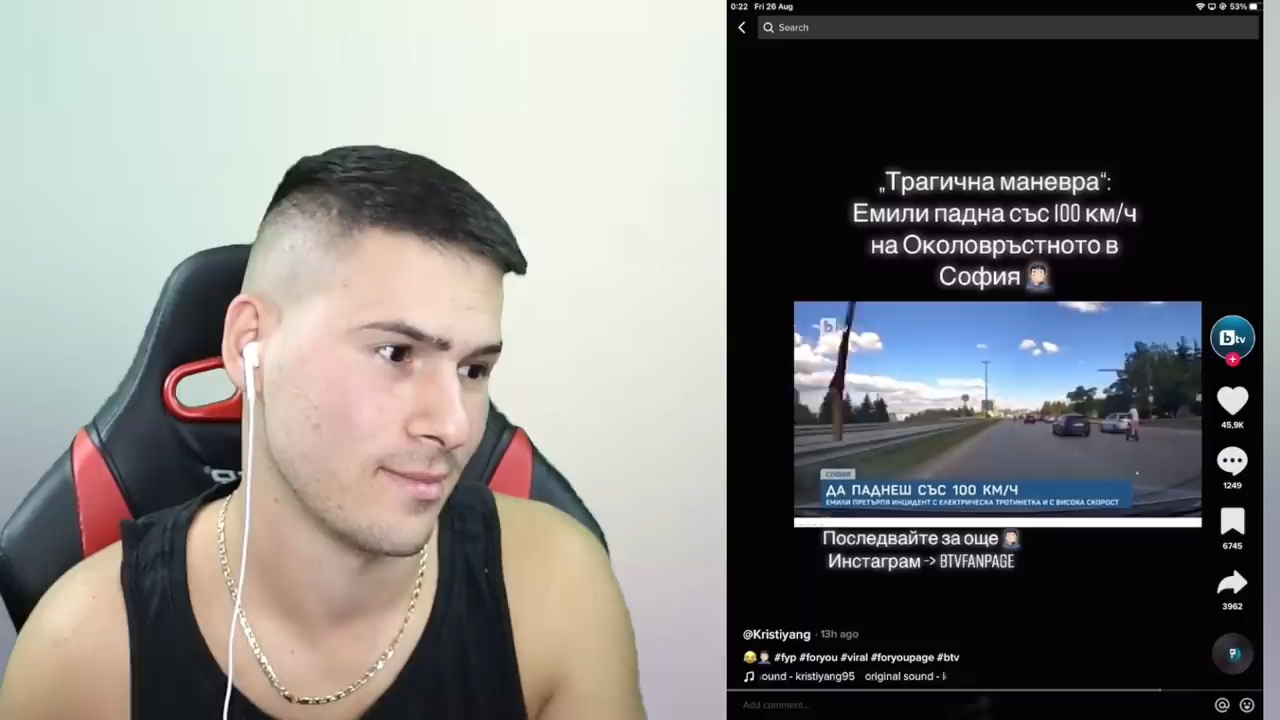 0:22 Fri 26 Aug
53%
Search
„Трагична маневра“:
Емили падна със 100 км/ч
на Околовръстното в
София
b
СОФИЯ
ДА ПАДНЕШ СЪС 100 КМ/Ч
ЕМИЛИ ПРЕТЪРПЯ ИНЦИДЕНТ С ЕЛЕКТРИЧЕСКА ТРОТИНЕТКА И С ВИСОКА СКОРОСТ
Последвайте за още
Инстаграм -> BTVFANPAGE
btv
45,9K
1249
6745
3962
@Kristiyang · 13h ago
#fyp #foryou #viral #foryoupage #btv
ound - kristiyang95 original sound -
Add comment...